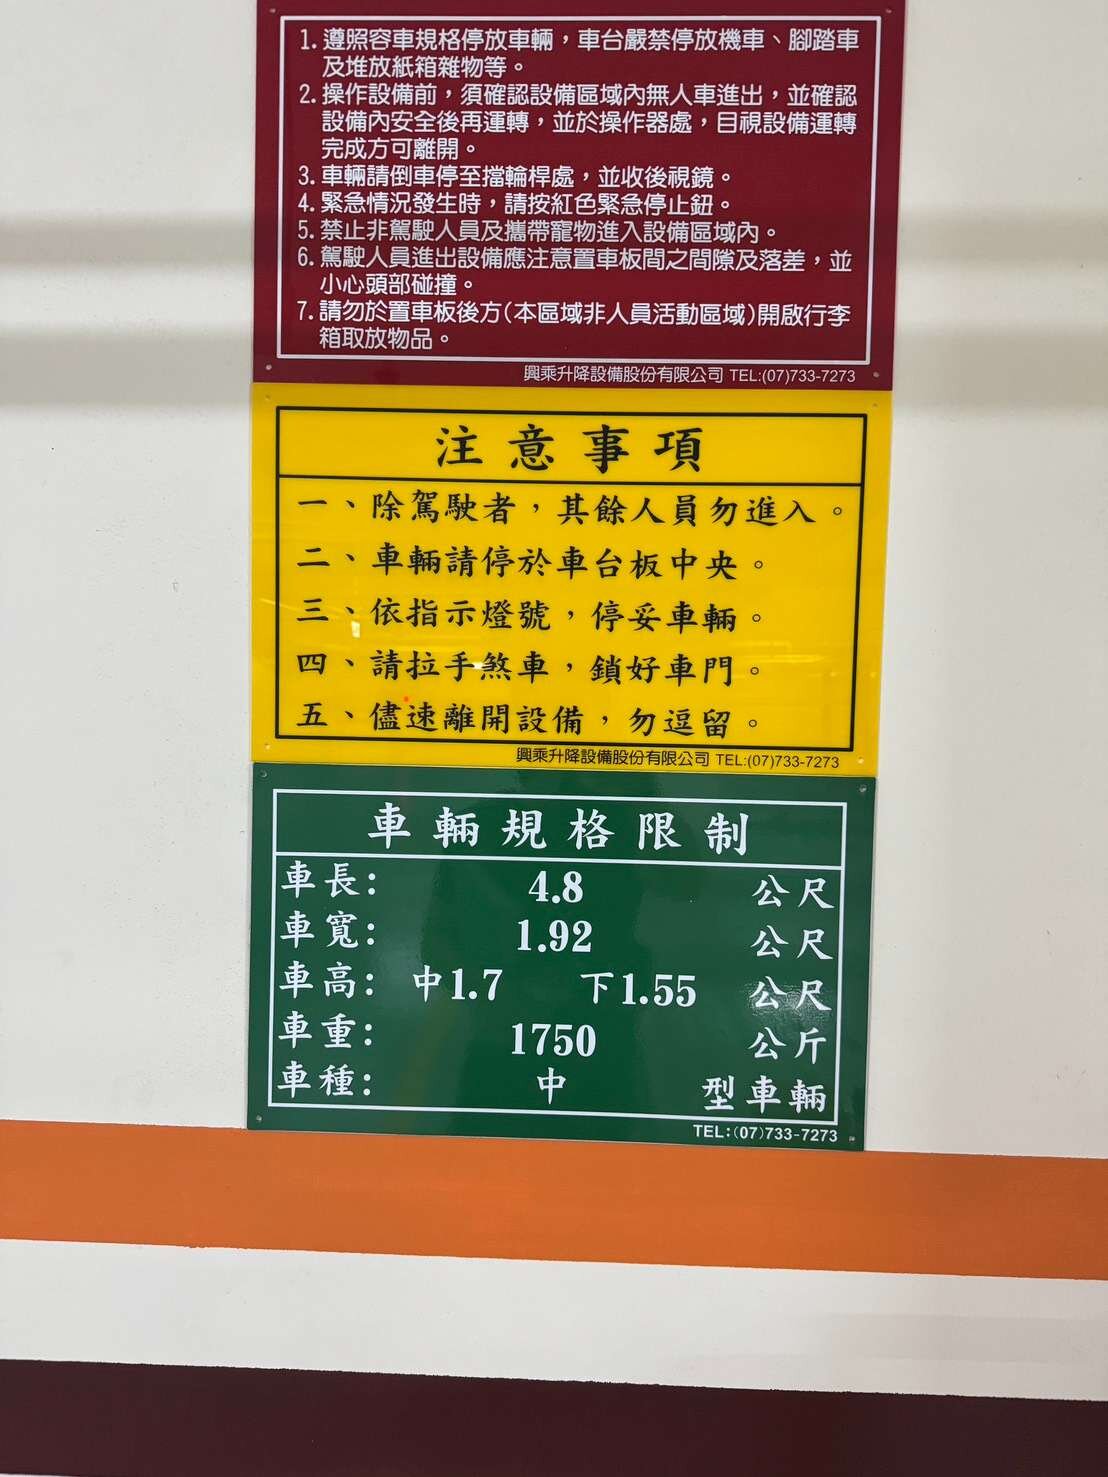 1. 遵照容車規格停放車輛，車台嚴禁停放機車、腳踏車
及堆放紙箱雜物等。
2. 操作設備前，須確認設備區域內無人車進出，並確認
設備內安全後再運轉，並於操作器處，目視設備運轉
完成方可離開。
3. 車輛請倒車停至擋輪桿處，並收後視鏡。
4. 緊急情況發生時，請按紅色緊急停止鈕。
5. 禁止非駕駛人員及攜帶寵物進入設備區域內。
6. 駕駛人員進出設備應注意置車板間之間隙及落差，並
小心頭部碰撞。
7. 請勿於置車板後方(本區域非人員活動區域)開啟行李
箱取放物品。
興乘升降設備股份有限公司 TEL:(07)733-7273
注意事項
一、除駕駛者，其餘人員勿進入。
二、車輛請停於車台板中央。
三、依指示燈號，停妥車輛。
四、請拉手煞車，鎖好車門。
五、儘速離開設備，勿逗留。
興乘升降設備股份有限公司 TEL:(07)733-7273
車輛規格限制
車長: 4.8 公尺
車寬: 1.92 公尺
車高: 中1.7 下1.55 公尺
車重: 1750 公斤
車種: 中 型車輛
TEL:(07)733-7273